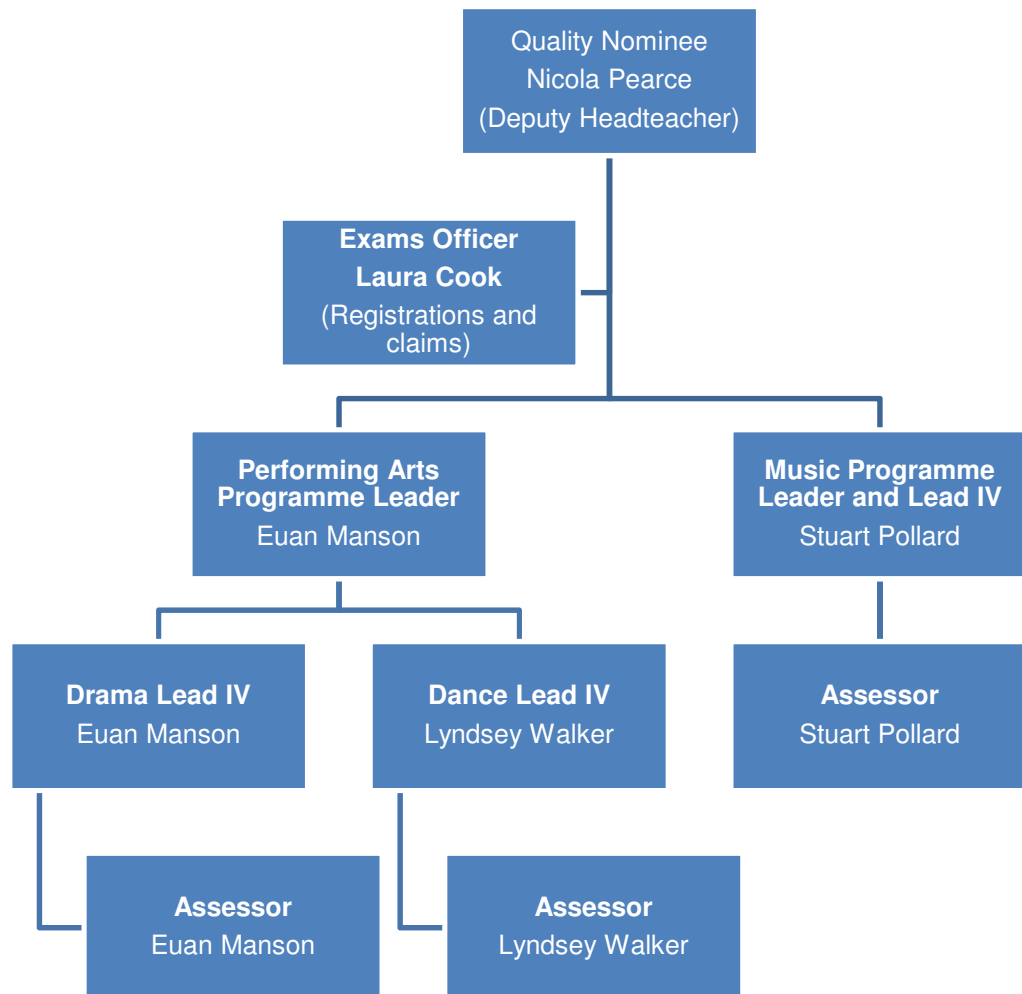 Quality Nominee
Nicola Pearce
(Deputy Headteacher)
Exams Officer
Laura Cook
(Registrations and
claims)
Performing Arts
Programme Leader
Euan Manson
Music Programme
Leader and Lead IV
Stuart Pollard
Drama Lead IV
Euan Manson
Dance Lead IV
Lyndsey Walker
Assessor
Stuart Pollard
Assessor
Euan Manson
Assessor
Lyndsey Walker